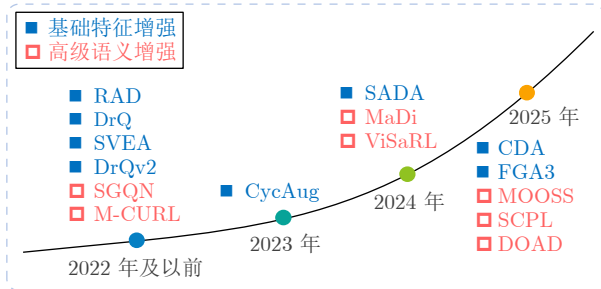 基础特征增强
高级语义增强
RAD
DrQ
SVEA
DrQv2
SGQN
M-CURL
2022 年及以前
CycAug
2023 年
SADA
MaDi
ViSaRL
2024 年
2025 年
CDA
FGA3
MOOSS
SCPL
DOAD